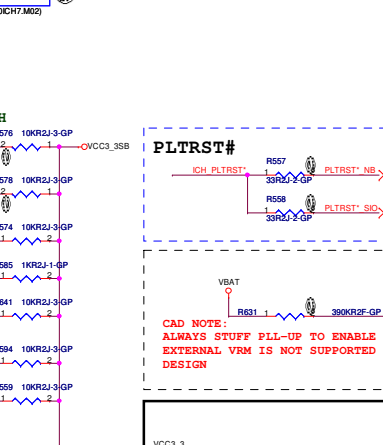 0ICH7.M02)
H
576 10KR2J-3-GP
2 1
VCC3_3SB
578 10KR2J-3-GP
2 1
574 10KR2J-3-GP
1 2
585 1KR2J-1-GP
1 2
641 10KR2J-3-GP
1 2
594 10KR2J-3-GP
1 2
559 10KR2J-3-GP
1 2
PLTRST#
ICH_PLTRST*
R557
1
33R2J-2-GP
PLTRST*_NB
R558
1
33R2J-2-GP
PLTRST*_SIO
VBAT
R631 1 390KR2F-GP
CAD NOTE:
ALWAYS STUFF PLL-UP TO ENABLE
EXTERNAL VRM IS NOT SUPPORTED
DESIGN
VCC3_3